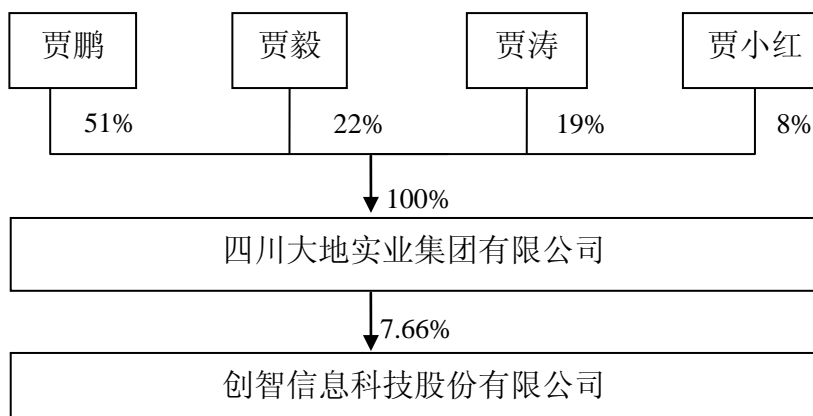 贾鹏 贾毅 贾涛 贾小红
51% 22% 19% 8%
100%
四川大地实业集团有限公司
7.66%
创智信息科技股份有限公司